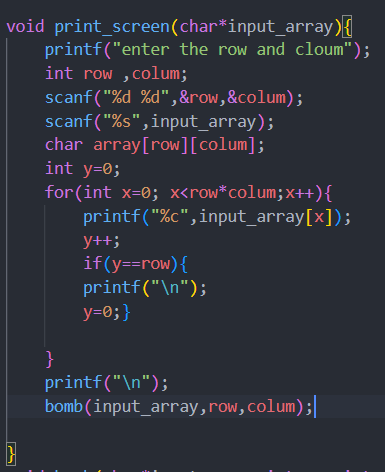 void print_screen(char*input_array){
printf("enter the row and cloum");
int row ,colum;
scanf("%d %d",&row,&colum);
scanf("%s",input_array);
char array[row][colum];
int y=0;
for(int x=0; x<row*colum;x++){
printf("%c",input_array[x]);
y++;
if(y==row){
printf("\n");
y=0;}
}
printf("\n");
bomb(input_array,row,colum);
}